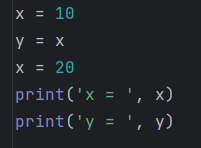 x = 10
y = x
x = 20
print('x = ', x)
print('y = ', y)